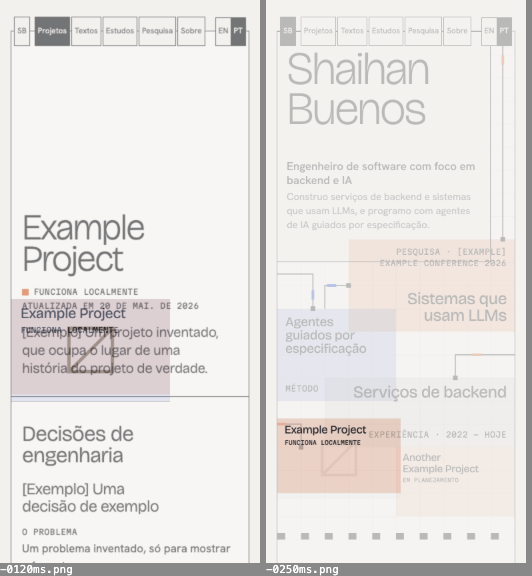 SB Projetos Textos Estudos Pesquisa Sobre EN PT
Example
Project
FUNCIONA LOCALMENTE
ATUALIZADA EM 20 DE MAI. DE 2026
Example Project
FUNCIONA LOCALMENTE
[Exemplo] Um projeto inventado,
que ocupa o lugar de uma
história do projeto de verdade.
Decisões de
engenharia
[Exemplo] Uma
decisão de exemplo
O PROBLEMA
Um problema inventado, só para mostrar
-0120ms.png
SB Projetos Textos Estudos Pesquisa Sobre EN PT
Shaihan
Buenos
Engenheiro de software com foco em
backend e IA
Construo serviços de backend e sistemas
que usam LLMs, e programo com agentes
de IA guiados por especificação.
PESQUISA · [EXAMPLE]
EXAMPLE CONFERENCE 2026
Sistemas que
usam LLMs
Agentes
guiados por
especificação
MÉTODO
Serviços de backend
EXPERIÊNCIA · 2022 — HOJE
Example Project
FUNCIONA LOCALMENTE
Another
Example Project
EN PLANEJAMENTO
-0250ms.png